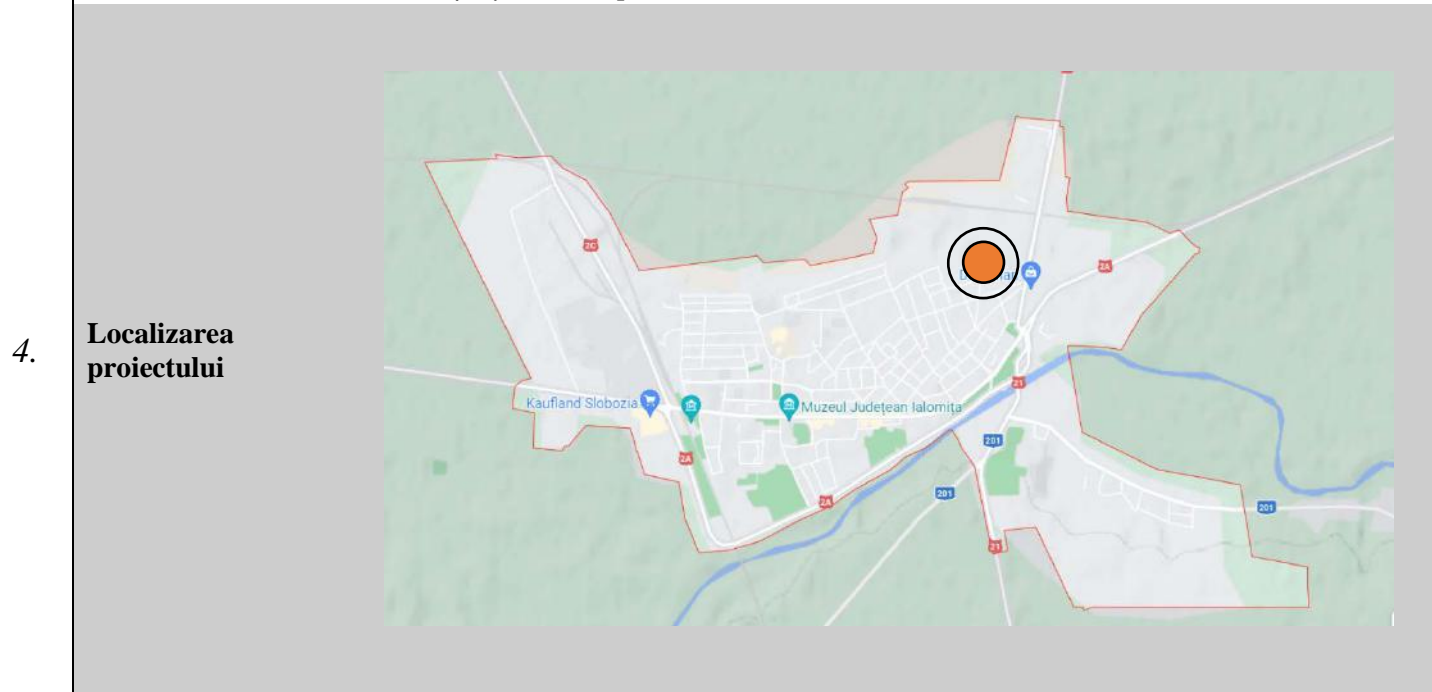 4.
Localizarea
proiectului
2C
2A
Kaufland Slobozia
Muzeul Județean Ialomița
21
201
2A
2A
201
201
21